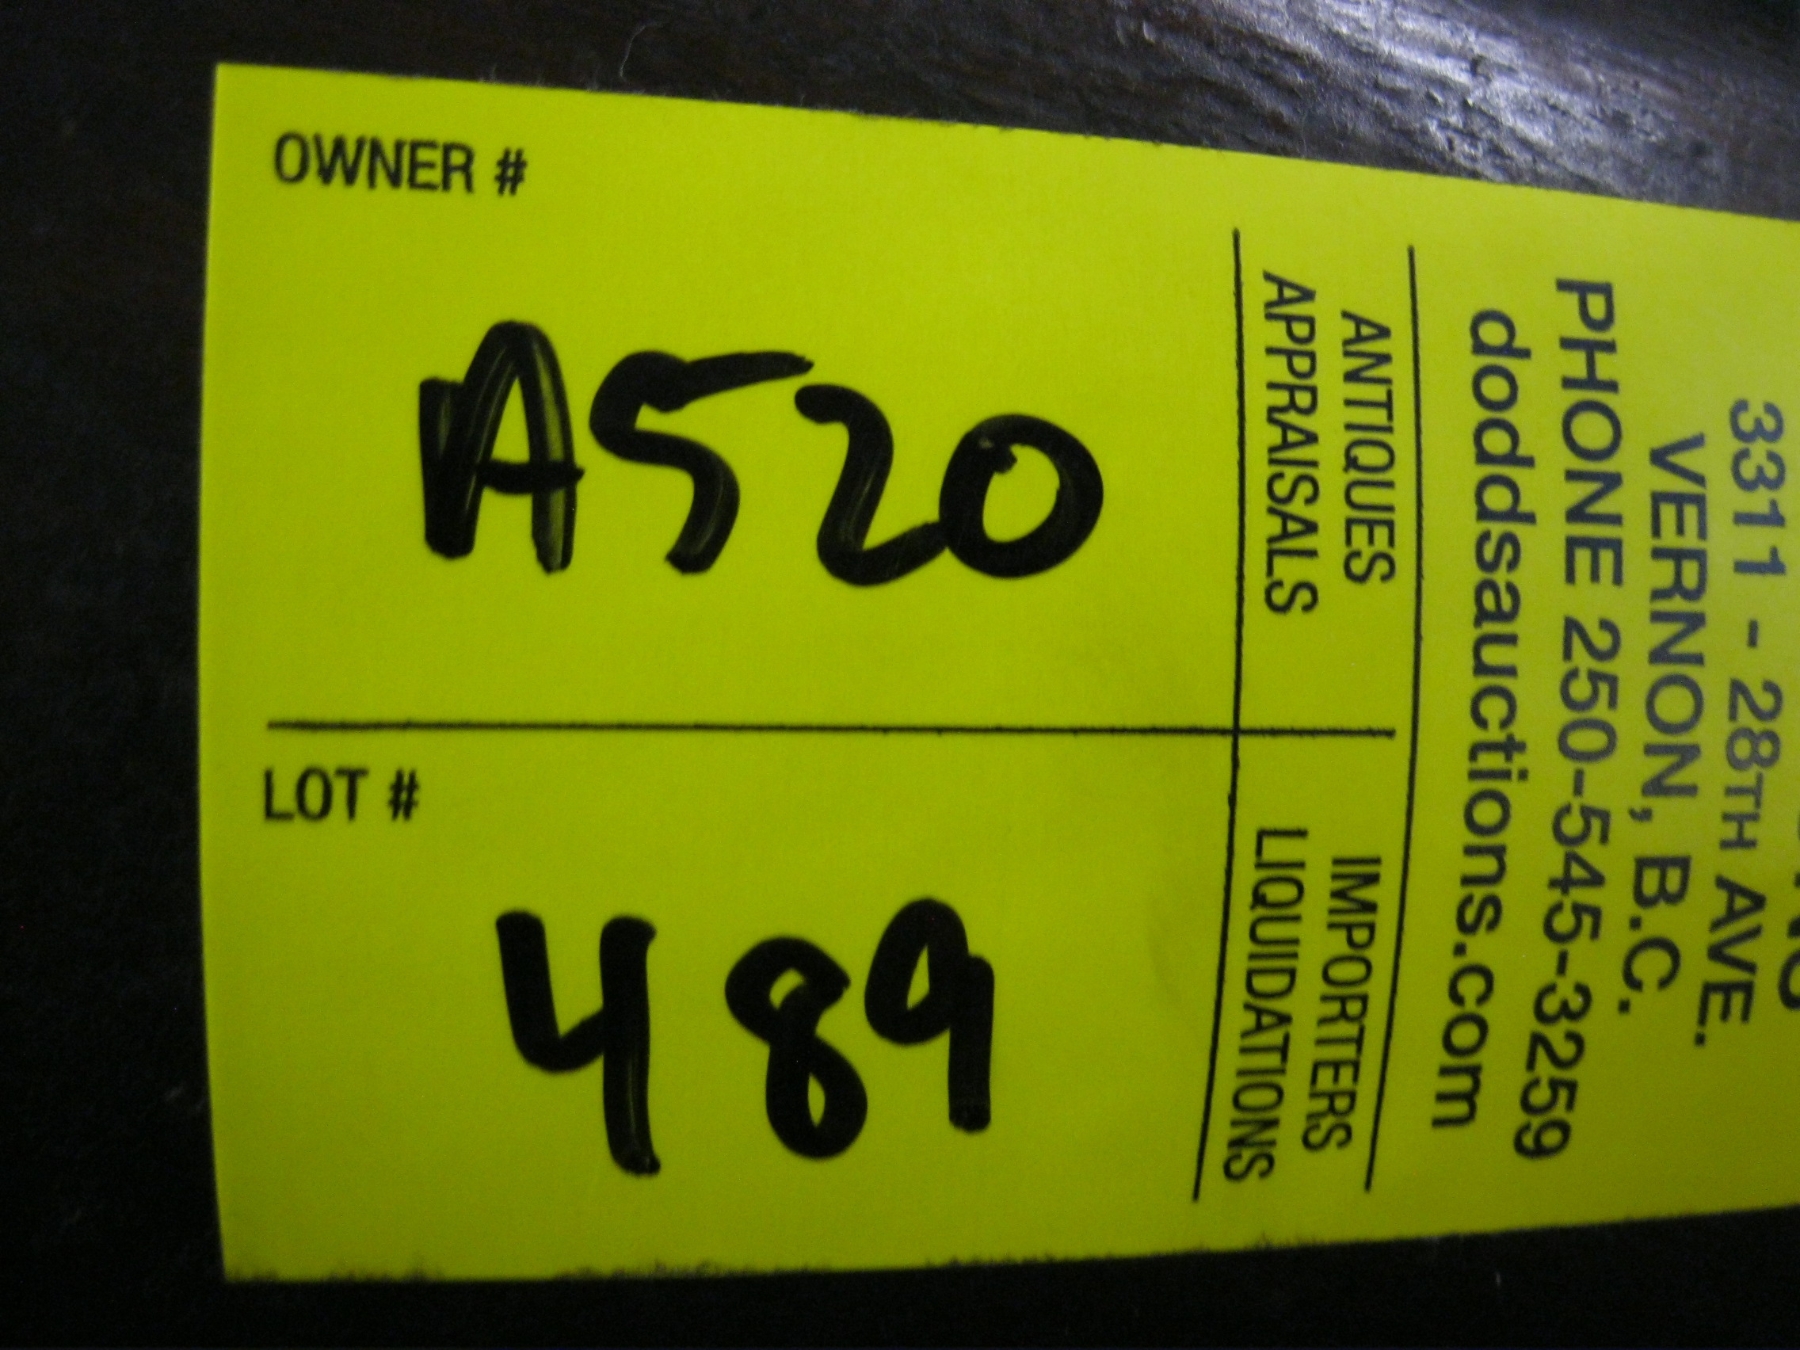 OWNER #
A520
LOT #
489
3311 - 28TH AVE.
VERNON, B.C.
PHONE 250-545-3259
doddsauctions.com
ANTIQUES
APPRAISALS
IMPORTERS
LIQUIDATIONS